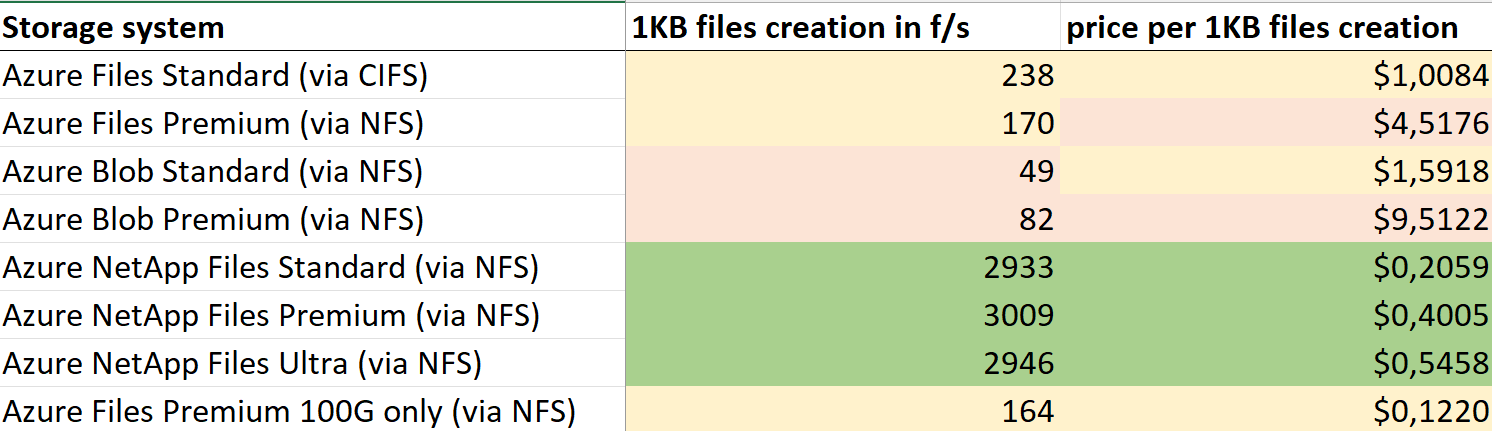 Storage system 1KB files creation in f/s price per 1KB files creation
Azure Files Standard (via CIFS) 238 $1,0084
Azure Files Premium (via NFS) 170 $4,5176
Azure Blob Standard (via NFS) 49 $1,5918
Azure Blob Premium (via NFS) 82 $9,5122
Azure NetApp Files Standard (via NFS) 2933 $0,2059
Azure NetApp Files Premium (via NFS) 3009 $0,4005
Azure NetApp Files Ultra (via NFS) 2946 $0,5458
Azure Files Premium 100G only (via NFS) 164 $0,1220